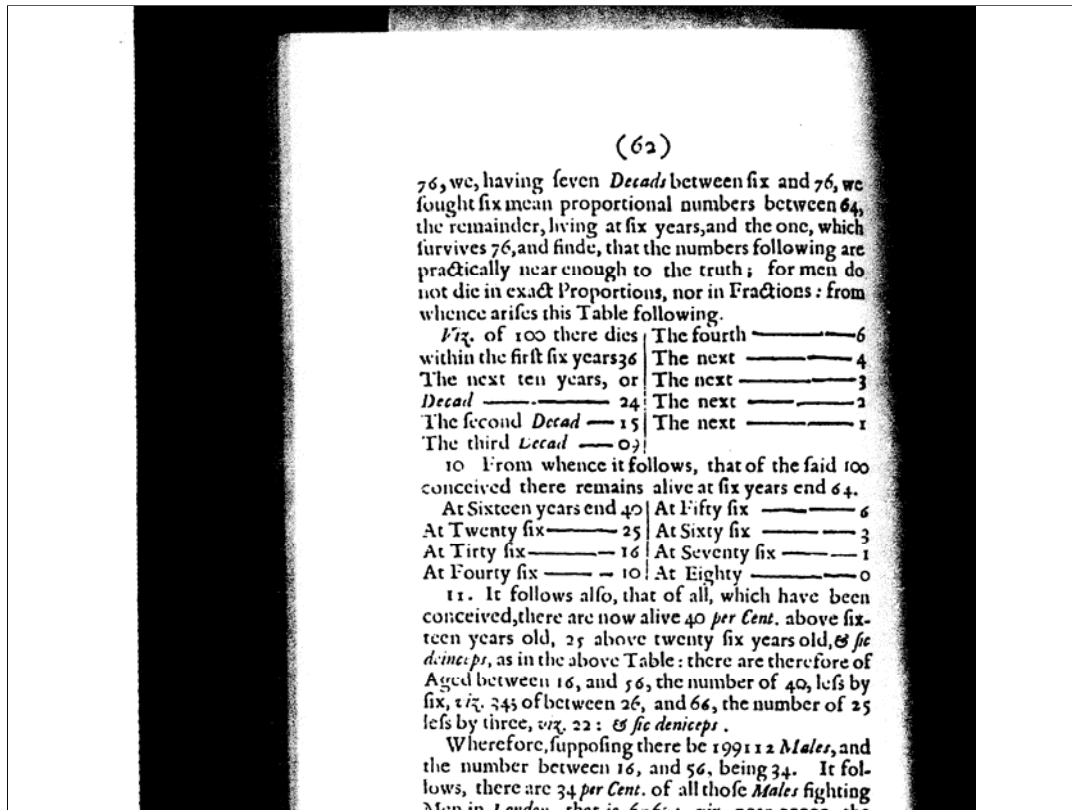 (62)
76, we, having ſeven Decads between ſix and 76, we
ſought ſix mean proportional numbers between 64,
the remainder, living at ſix years, and the one, which
ſurvives 76, and finde, that the numbers following are
practically near enough to the truth; for men do
not die in exact Proportions, nor in Fractions: from
whence ariſes this Table following.
Viz. of 100 there dies
within the firſt ſix years 36
The next ten years, or
Decad —— 24
The ſecond Decad — 15
The third Decad — 09
The fourth —— 6
The next —— 4
The next —— 3
The next —— 2
The next —— 1
10 From whence it follows, that of the ſaid 100
conceived there remains alive at ſix years end 64.
At Sixteen years end 40
At Twenty ſix —— 25
At Tirty ſix —— 16
At Fourty ſix —— 10
At Fifty ſix —— 6
At Sixty ſix —— 3
At Seventy ſix —— 1
At Eighty —— 0
11. It follows alſo, that of all, which have been
conceived, there are now alive 40 per Cent. above ſix-
teen years old, 25 above twenty ſix years old, & ſic
deinceps, as in the above Table: there are therefore of
Aged between 16, and 56, the number of 40, leſs by
ſix, viz. 34; of between 26, and 66, the number of 25
leſs by three, viz. 22: & ſic deniceps.
Wherefore, ſuppoſing there be 199112 Males, and
the number between 16, and 56, being 34. It fol-
lows, there are 34 per Cent. of all thoſe Males fighting
Men in London, that is